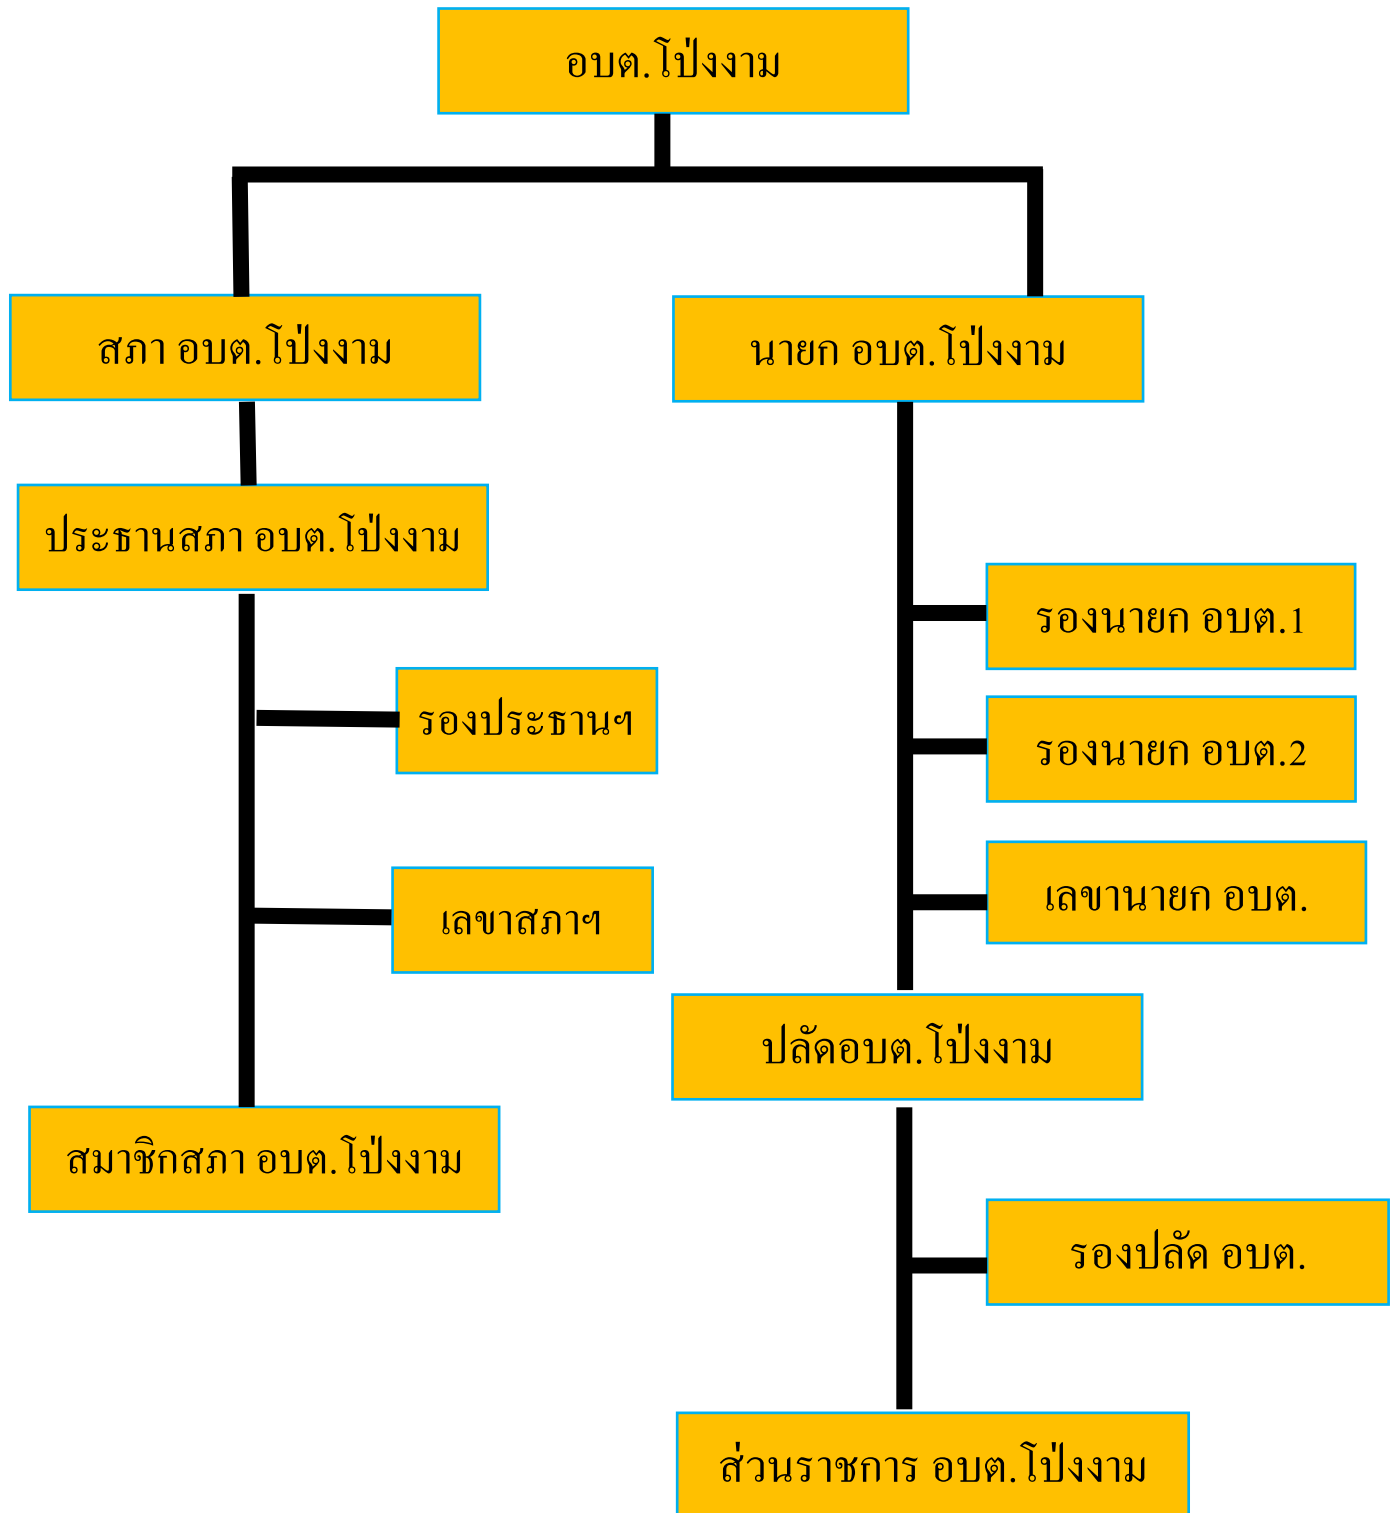 อบต.โป่งงาม
สภา อบต.โป่งงาม
นายก อบต.โป่งงาม
ประธานสภา อบต.โป่งงาม
รองนายก อบต.1
รองประธานฯ
รองนายก อบต.2
เลขาสภาฯ
เลขานายก อบต.
ปลัดอบต.โป่งงาม
สมาชิกสภา อบต.โป่งงาม
รองปลัด อบต.
ส่วนราชการ อบต.โป่งงาม